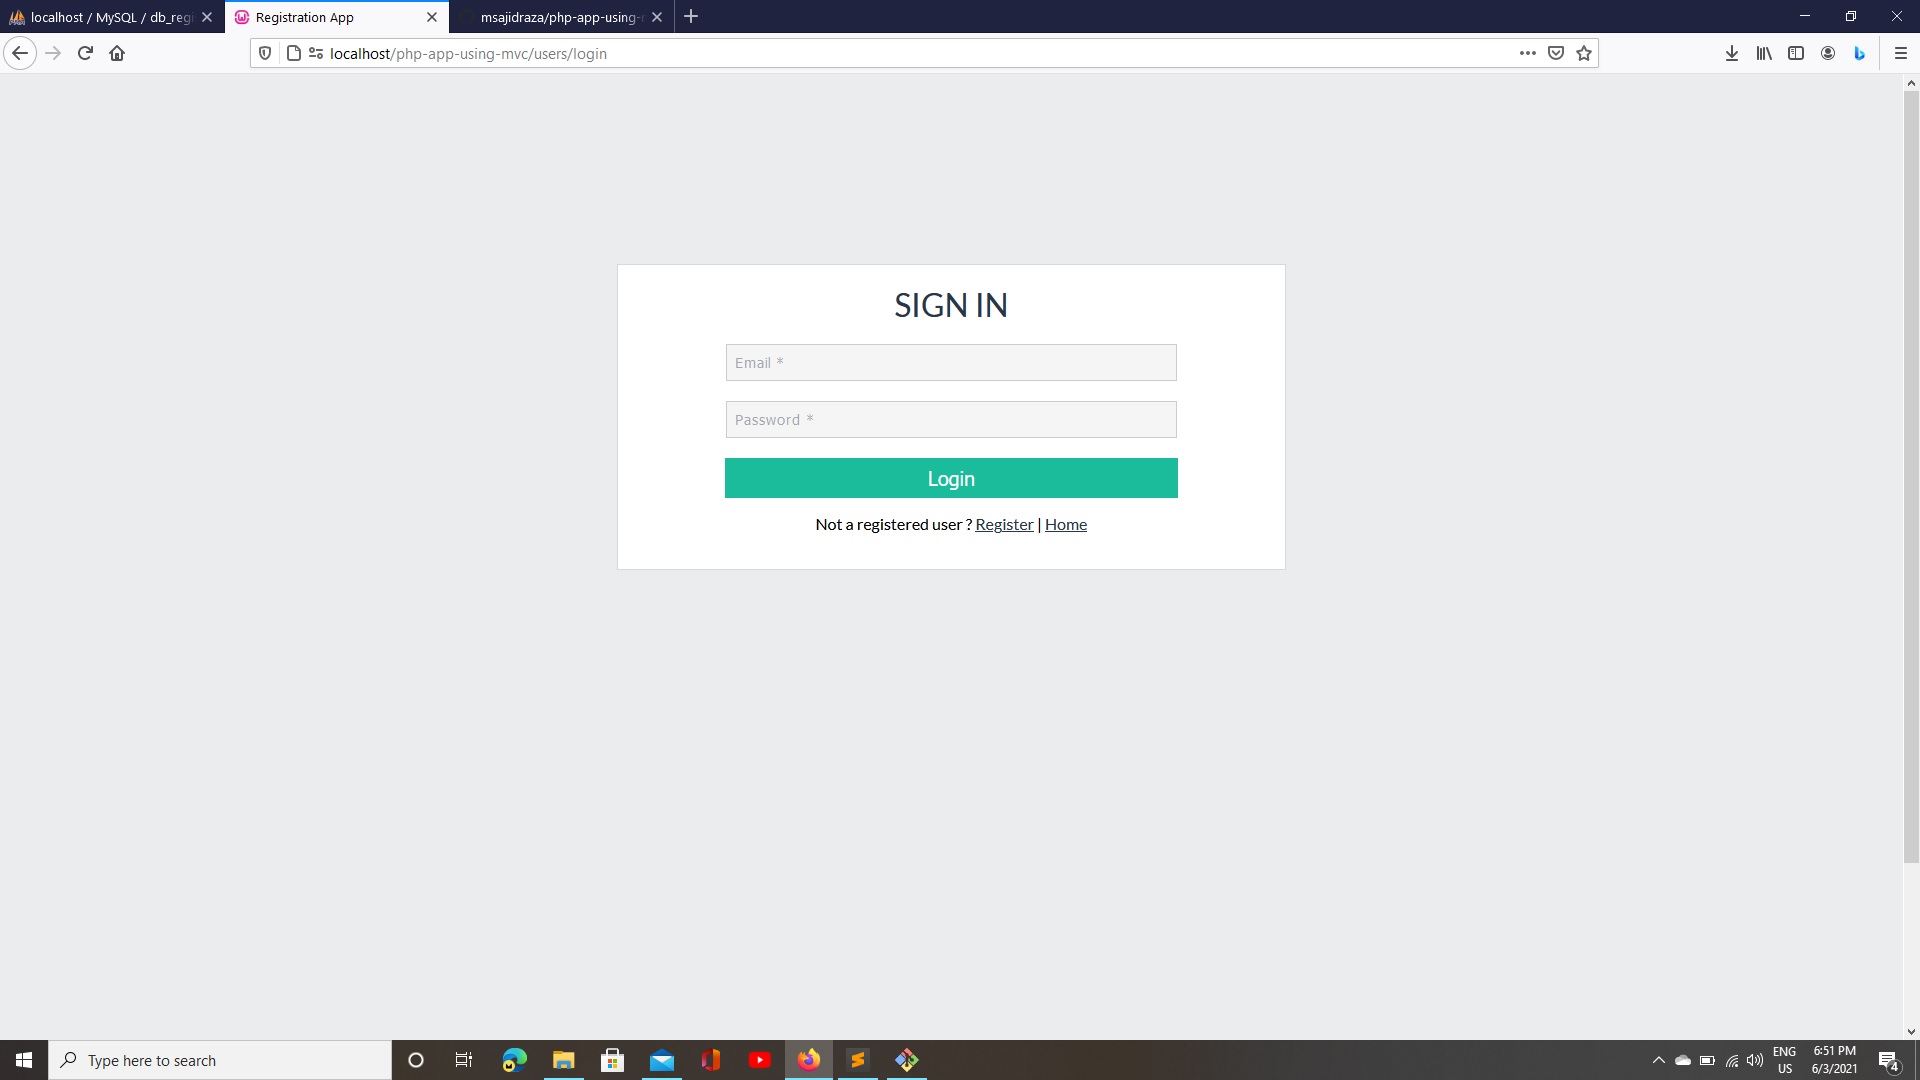 localhost / MySQL / db_regi
Registration App
msajidraza/php-app-using-
localhost/php-app-using-mvc/users/login
SIGN IN
Email *
Password *
Login
Not a registered user ? Register | Home
Type here to search
ENG
US
6:51 PM
6/3/2021
4